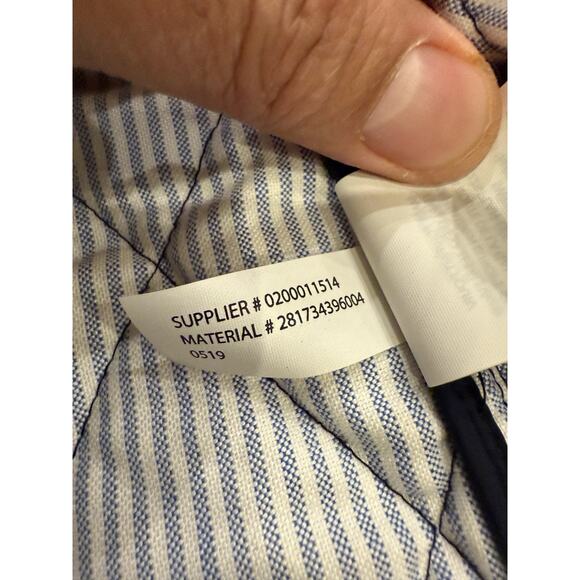 SUPPLIER # 0200011514
MATERIAL # 281734396004
0519